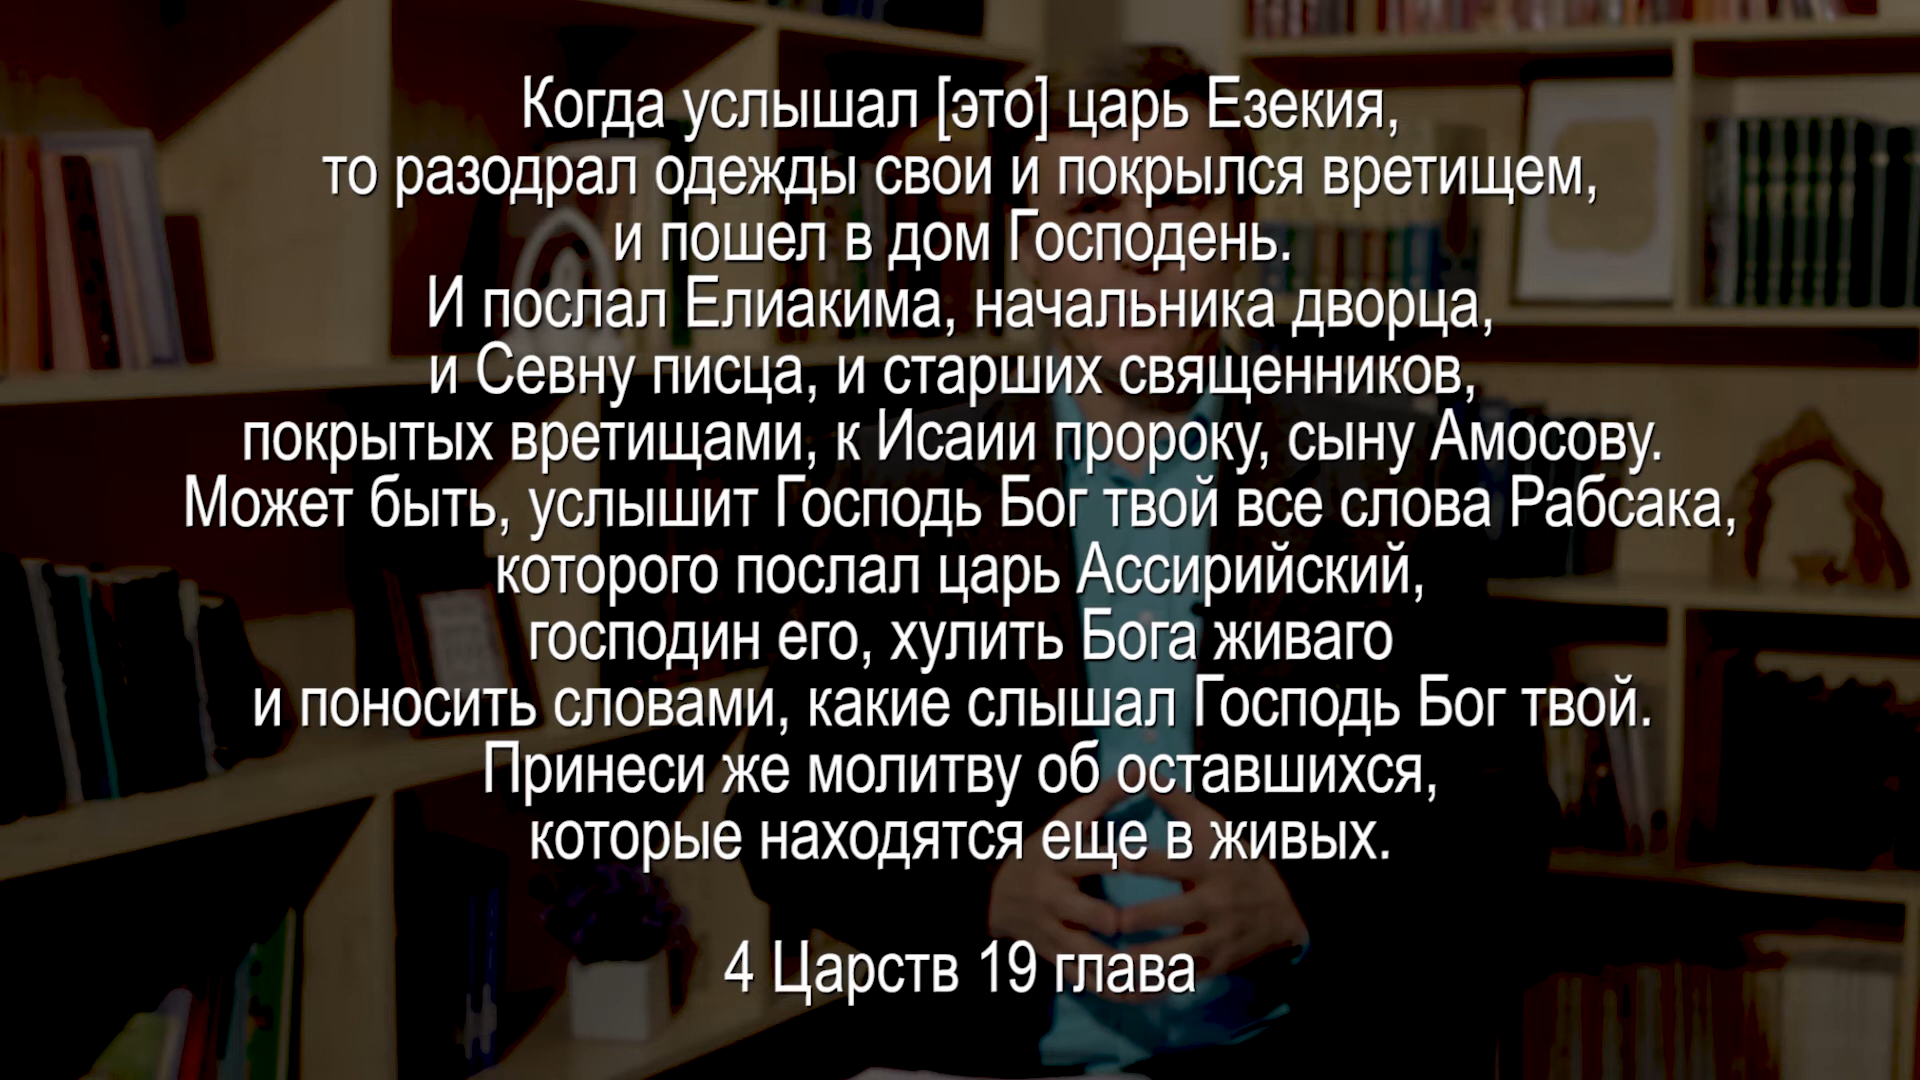 Когда услышал [это] царь Езекия,
то разодрал одежды свои и покрылся вретищем,
и пошел в дом Господень.
И послал Елиакима, начальника дворца,
и Севну писца, и старших священников,
покрытых вретищами, к Исаии пророку, сыну Амосову.
Может быть, услышит Господь Бог твой все слова Рабсака,
которого послал царь Ассирийский,
господин его, хулить Бога живаго
и поносить словами, какие слышал Господь Бог твой.
Принеси же молитву об оставшихся,
которые находятся еще в живых.
4 Царств 19 глава